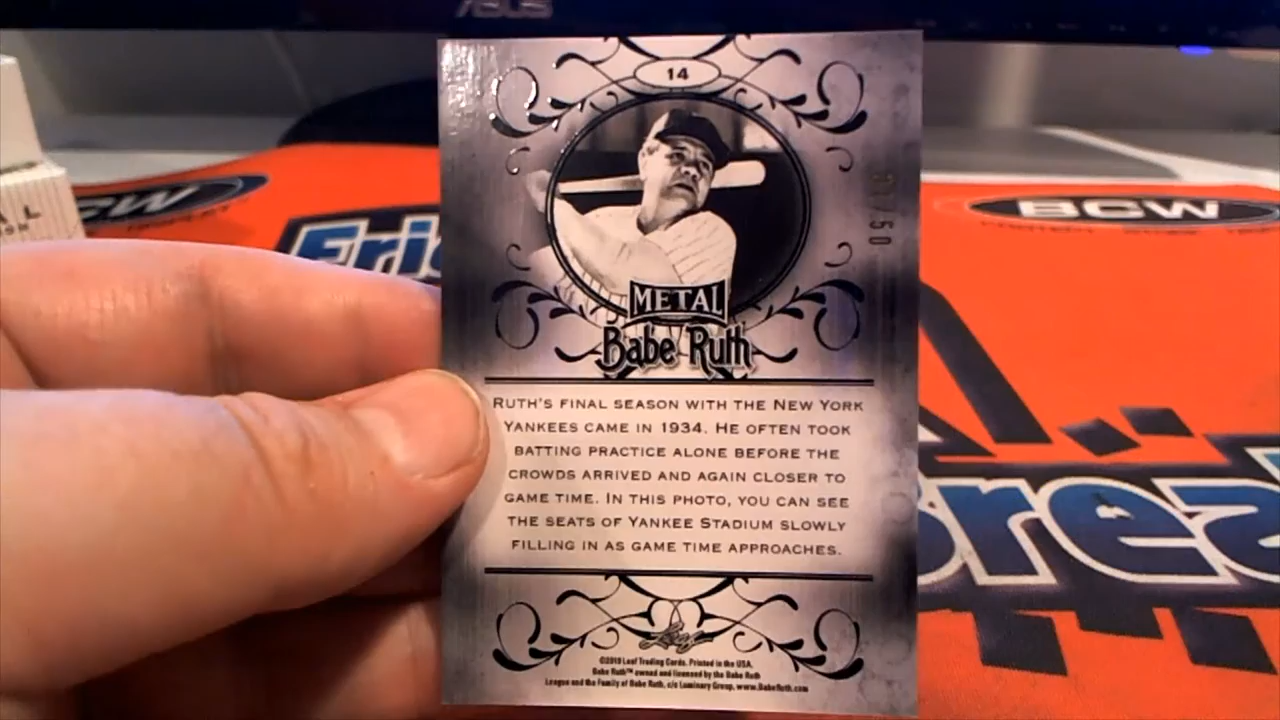 ASUS
14
/50
METAL
Babe Ruth
RUTH'S FINAL SEASON WITH THE NEW YORK
YANKEES CAME IN 1934. HE OFTEN TOOK
BATTING PRACTICE ALONE BEFORE THE
CROWDS ARRIVED AND AGAIN CLOSER TO
GAME TIME. IN THIS PHOTO, YOU CAN SEE
THE SEATS OF YANKEE STADIUM SLOWLY
FILLING IN AS GAME TIME APPROACHES.
Leaf
©2019 Leaf Trading Cards. Printed in the USA.
Babe Ruth™ owned and licensed by the Babe Ruth
League and the Family of Babe Ruth, c/o Luminary Group, www.BabeRuth.com
CW
BCW
Eri
Brea
A L